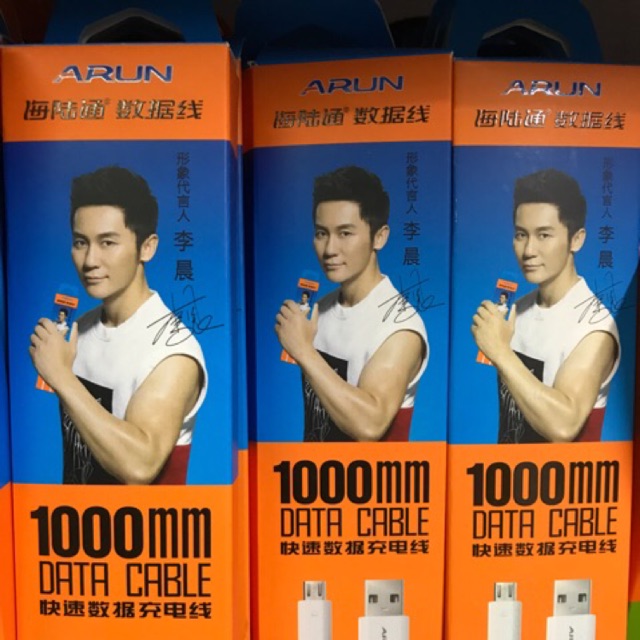 ARUN
海陆通® 数据线
形象代言人 李晨
1000mm
DATA CABLE
快速数据充电线
ARUN
海陆通® 数据线
形象代言人 李晨
1000mm
DATA CABLE
快速数据充电线
ARUN
ARUN
海陆通® 数据线
形象代言人 李晨
1000mm
DATA CABLE
快速数据充电线
ARUN